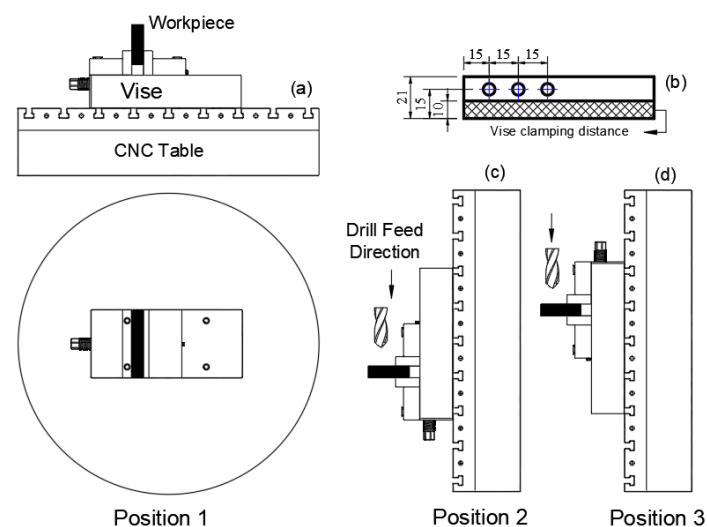 Workpiece
(a)
Vise
CNC Table
15 15 15
(b)
21
15
10
Vise clamping distance
(c)
(d)
Drill Feed
Direction
Position 1
Position 2
Position 3